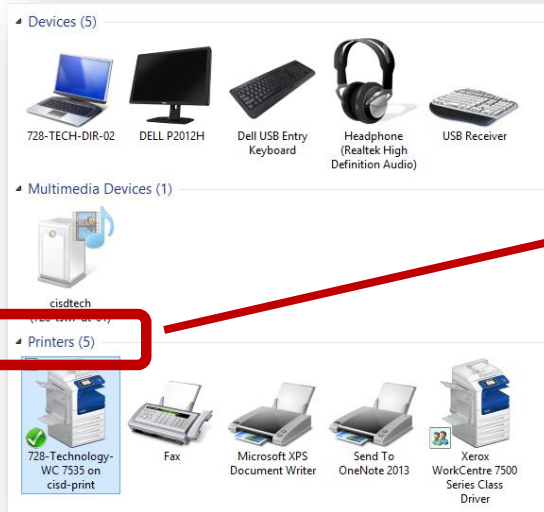 Devices (5)
728-TECH-DIR-02
DELL P2012H
Dell USB Entry
Keyboard
Headphone
(Realtek High
Definition Audio)
USB Receiver
Multimedia Devices (1)
cisdtech
Printers (5)
728-Technology-
WC 7535 on
cisd-print
Fax
Microsoft XPS
Document Writer
Send To
OneNote 2013
Xerox
WorkCentre 7500
Series Class
Driver